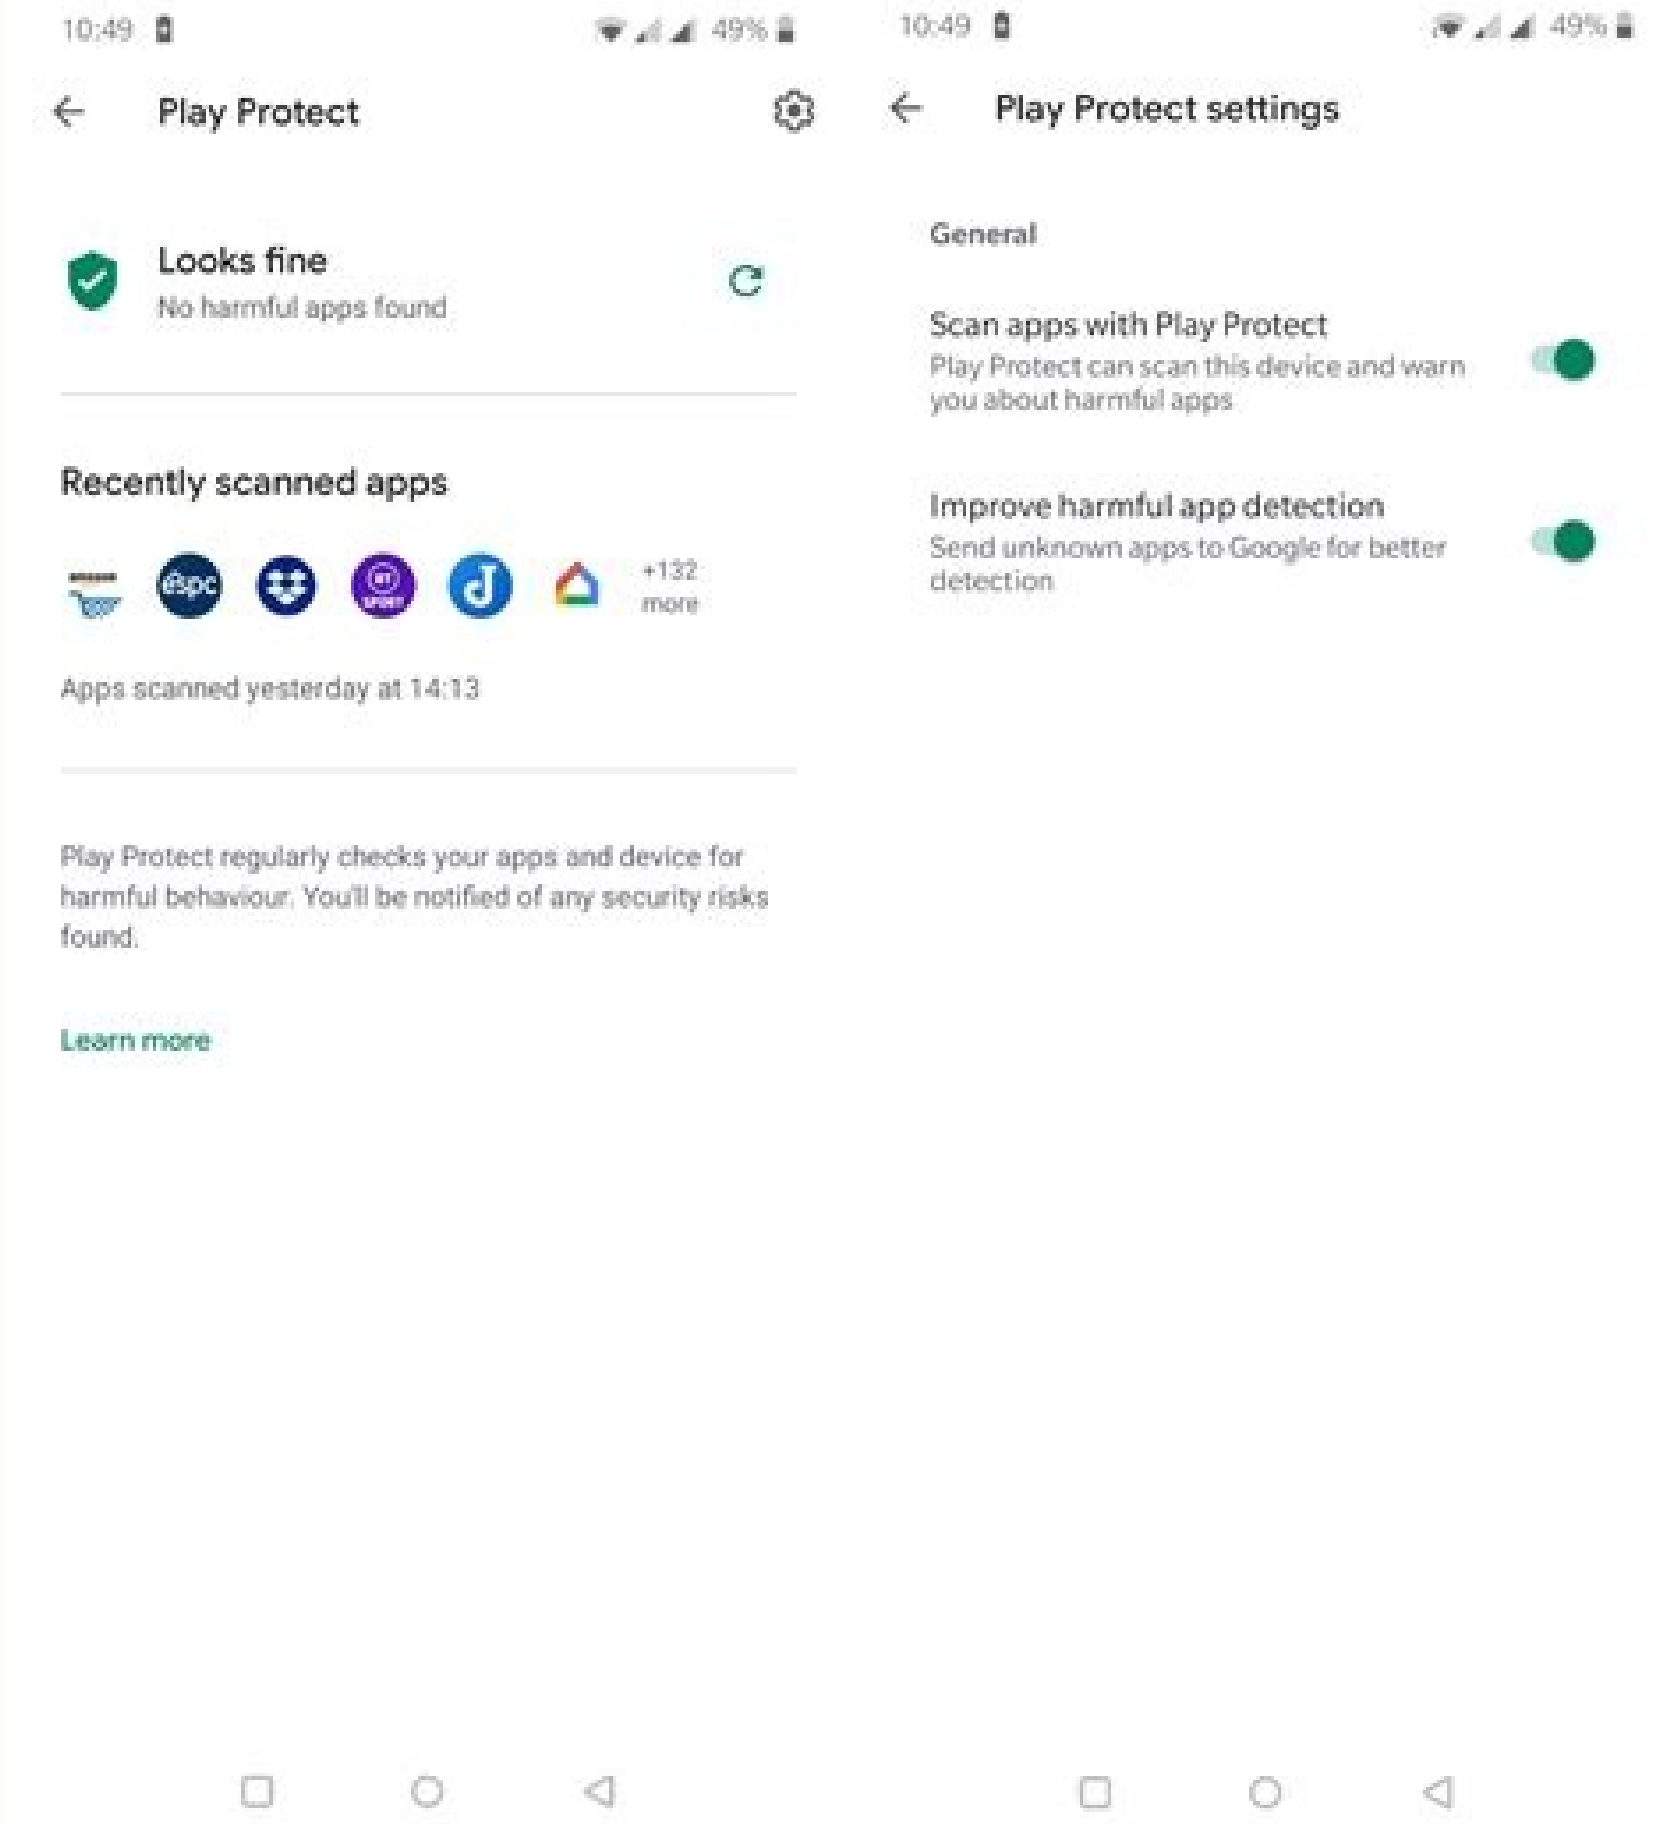 10:49
49%
Play Protect
Looks fine
No harmful apps found
Recently scanned apps
amazon
espc
BT
SPORT
+132
more
Apps scanned yesterday at 14:13
Play Protect regularly checks your apps and device for
harmful behaviour. You'll be notified of any security risks
found.
Learn more
10:49
49%
Play Protect settings
General
Scan apps with Play Protect
Play Protect can scan this device and warn
you about harmful apps
Improve harmful app detection
Send unknown apps to Google for better
detection